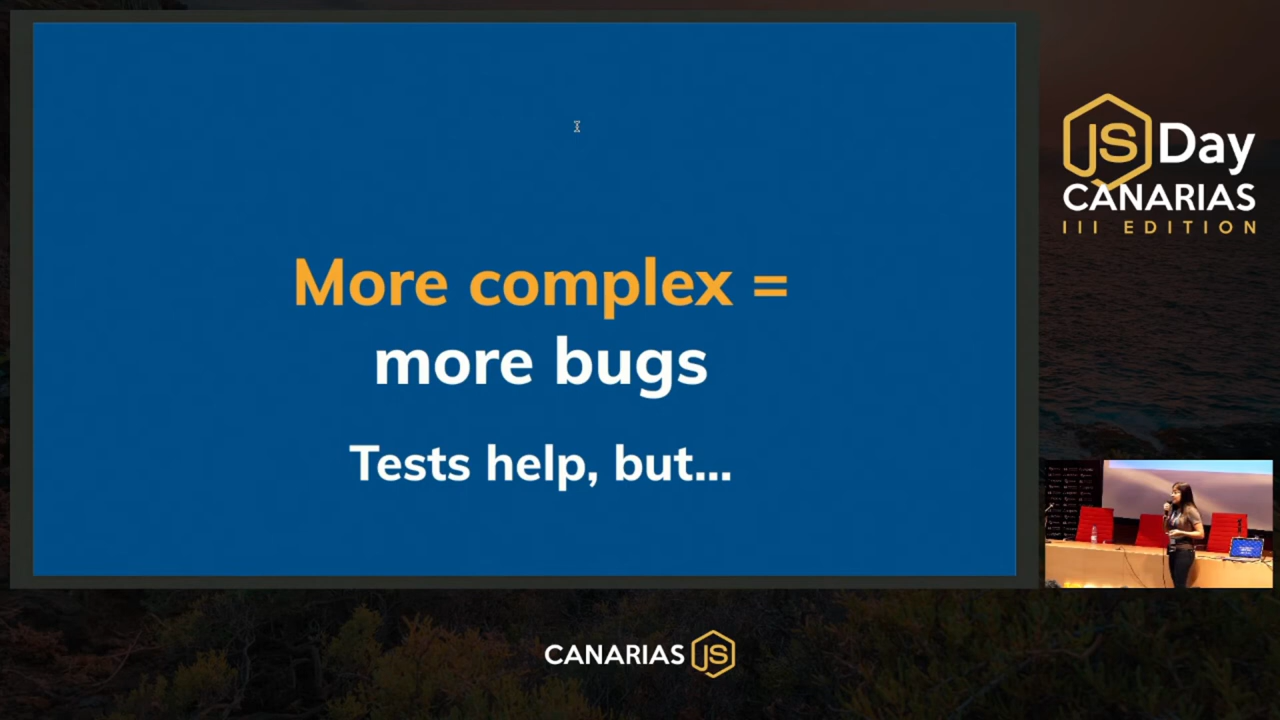 More complex =
more bugs
Tests help, but...
JS Day
CANARIAS
III EDITION
CANARIAS JS